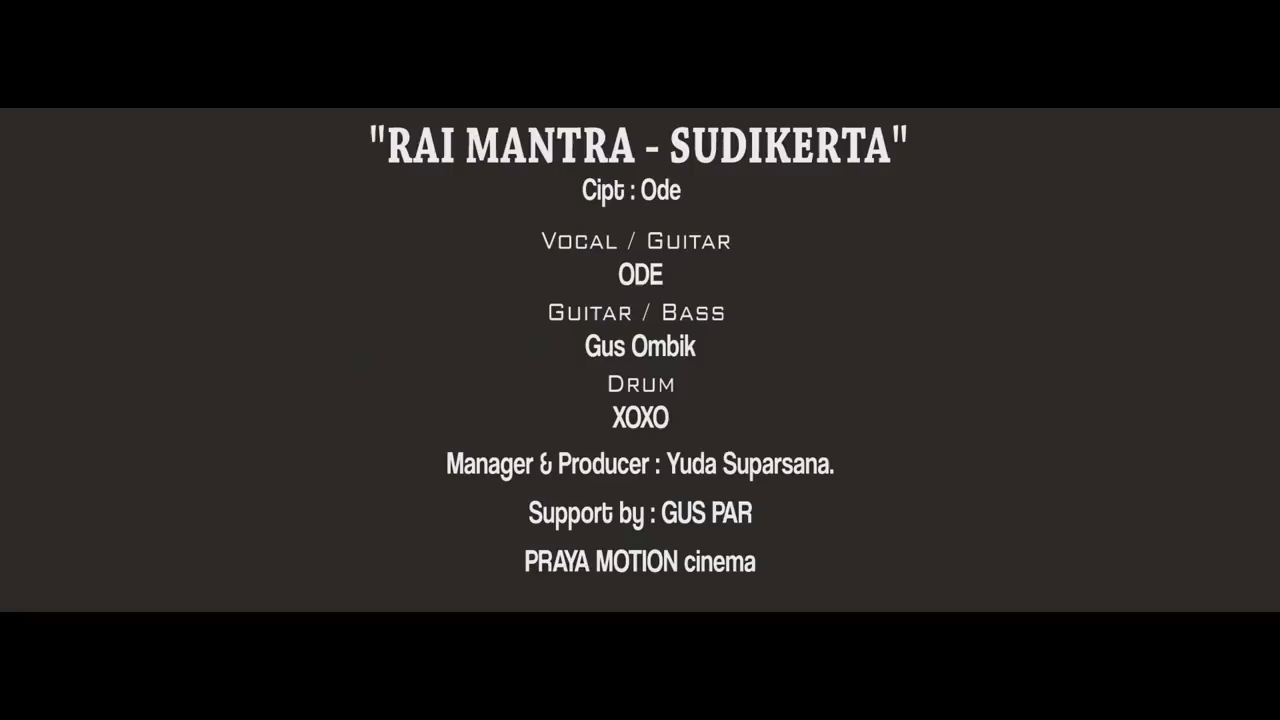 "RAI MANTRA - SUDIKERTA"
Cipt : Ode
VOCAL / GUITAR
ODE
GUITAR / BASS
Gus Ombik
DRUM
XOXO
Manager & Producer : Yuda Suparsana.
Support by : GUS PAR
PRAYA MOTION cinema